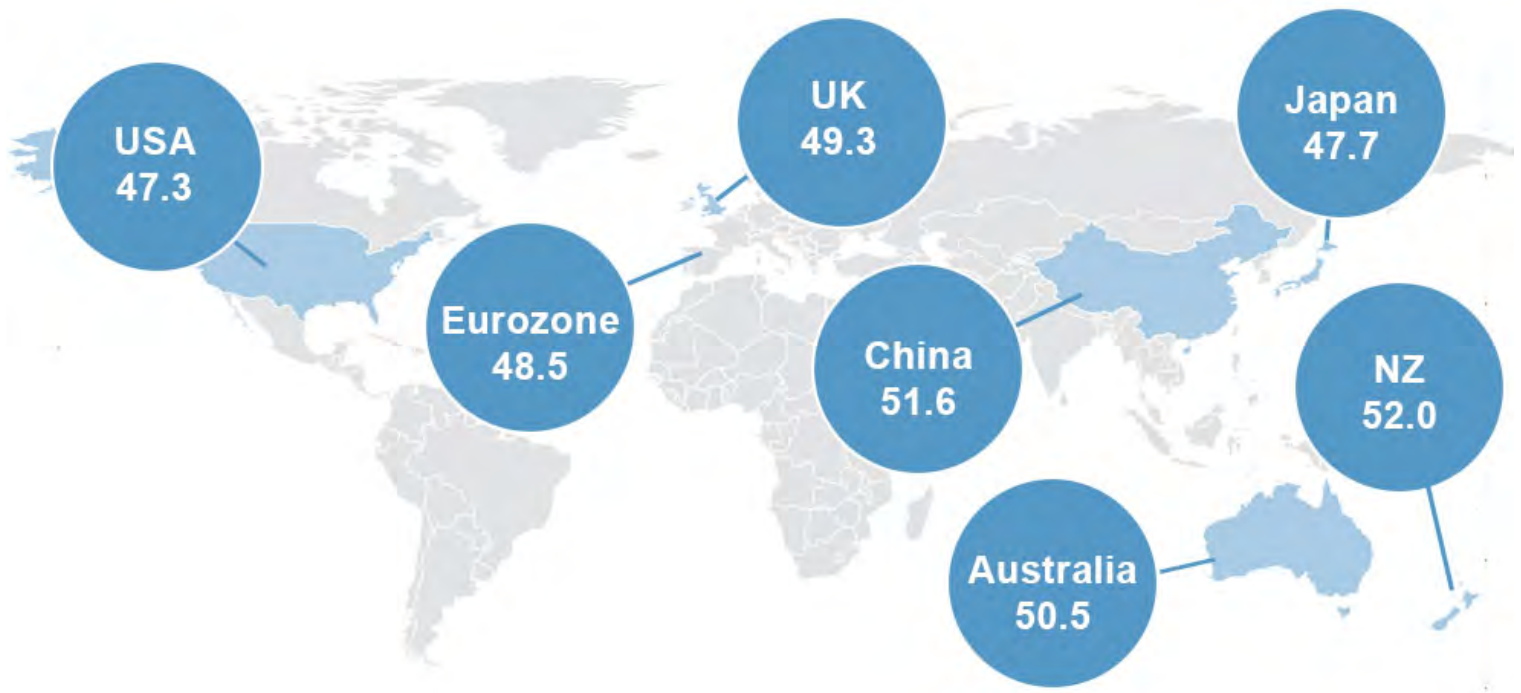 USA
47.3
UK
49.3
Japan
47.7
Eurozone
48.5
China
51.6
NZ
52.0
Australia
50.5